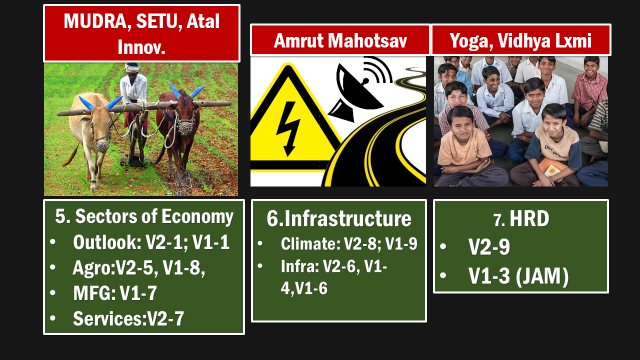 MUDRA, SETU, Atal
Innov.
Amrut Mahotsav
Yoga, Vidhya Lxmi
5. Sectors of Economy
• Outlook: V2-1; V1-1
• Agro:V2-5, V1-8,
• MFG: V1-7
• Services:V2-7
6.Infrastructure
• Climate: V2-8; V1-9
• Infra: V2-6, V1-
4,V1-6
7. HRD
• V2-9
• V1-3 (JAM)